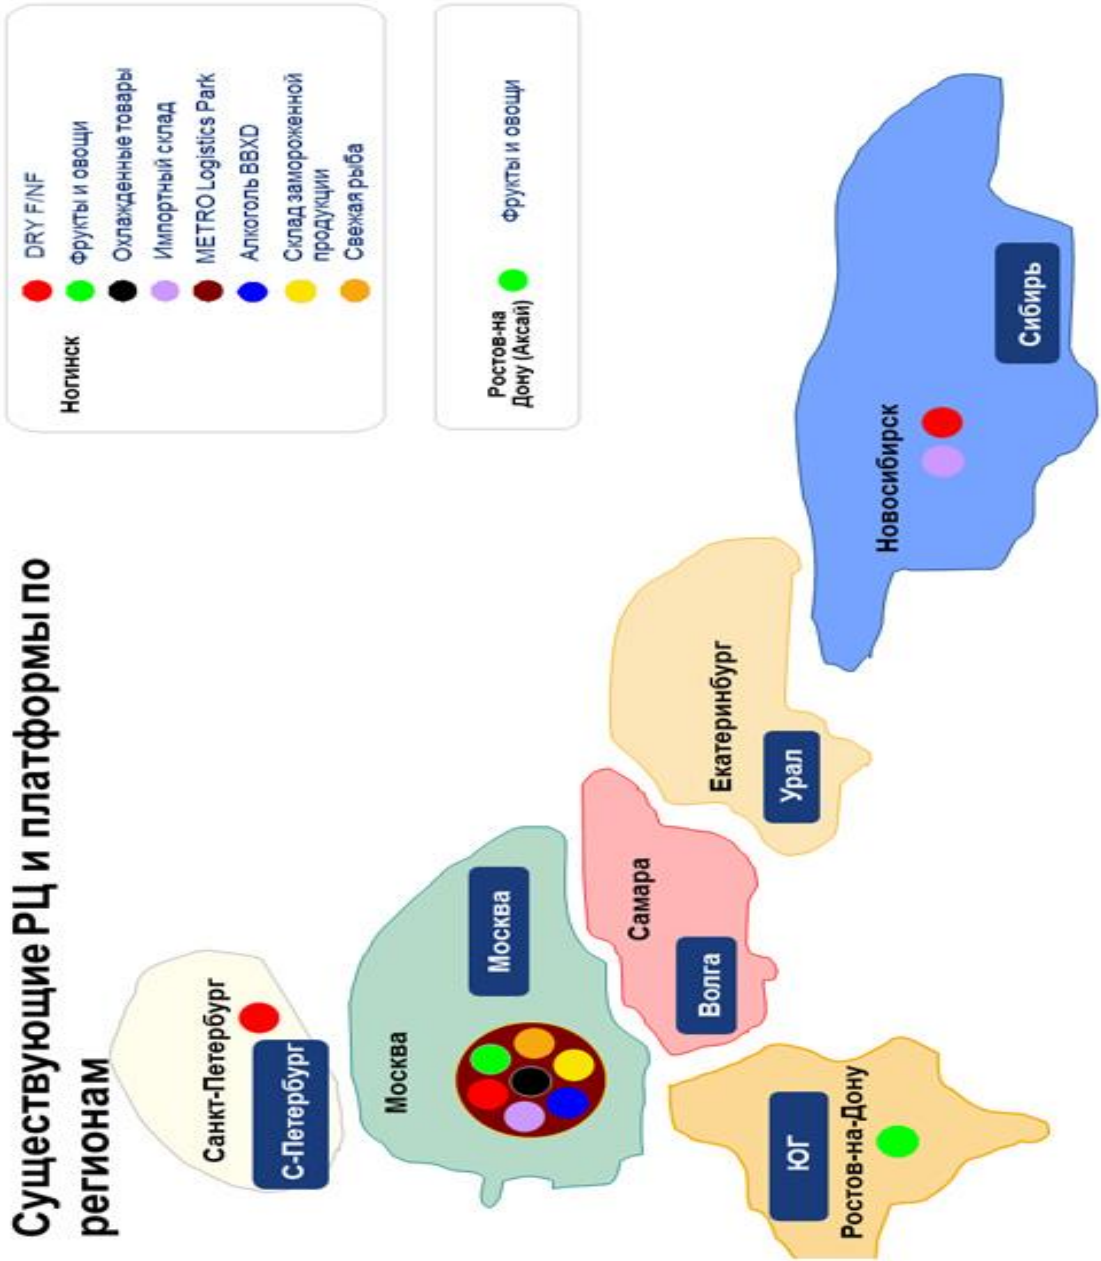 Существующие РЦ и платформы по
регионам
Санкт-Петербург
С-Петербург
Москва
Москва
Самара
Волга
ЮГ
Ростов-на-Дону
Екатеринбург
Урал
Новосибирск
Сибирь
Ногинск
DRY F/NF
Фрукты и овощи
Охлажденные товары
Импортный склад
METRO Logistics Park
Алкоголь BBXD
Склад замороженной
продукции
Свежая рыба
Ростов-на
Дону (Аксай)
Фрукты и овощи